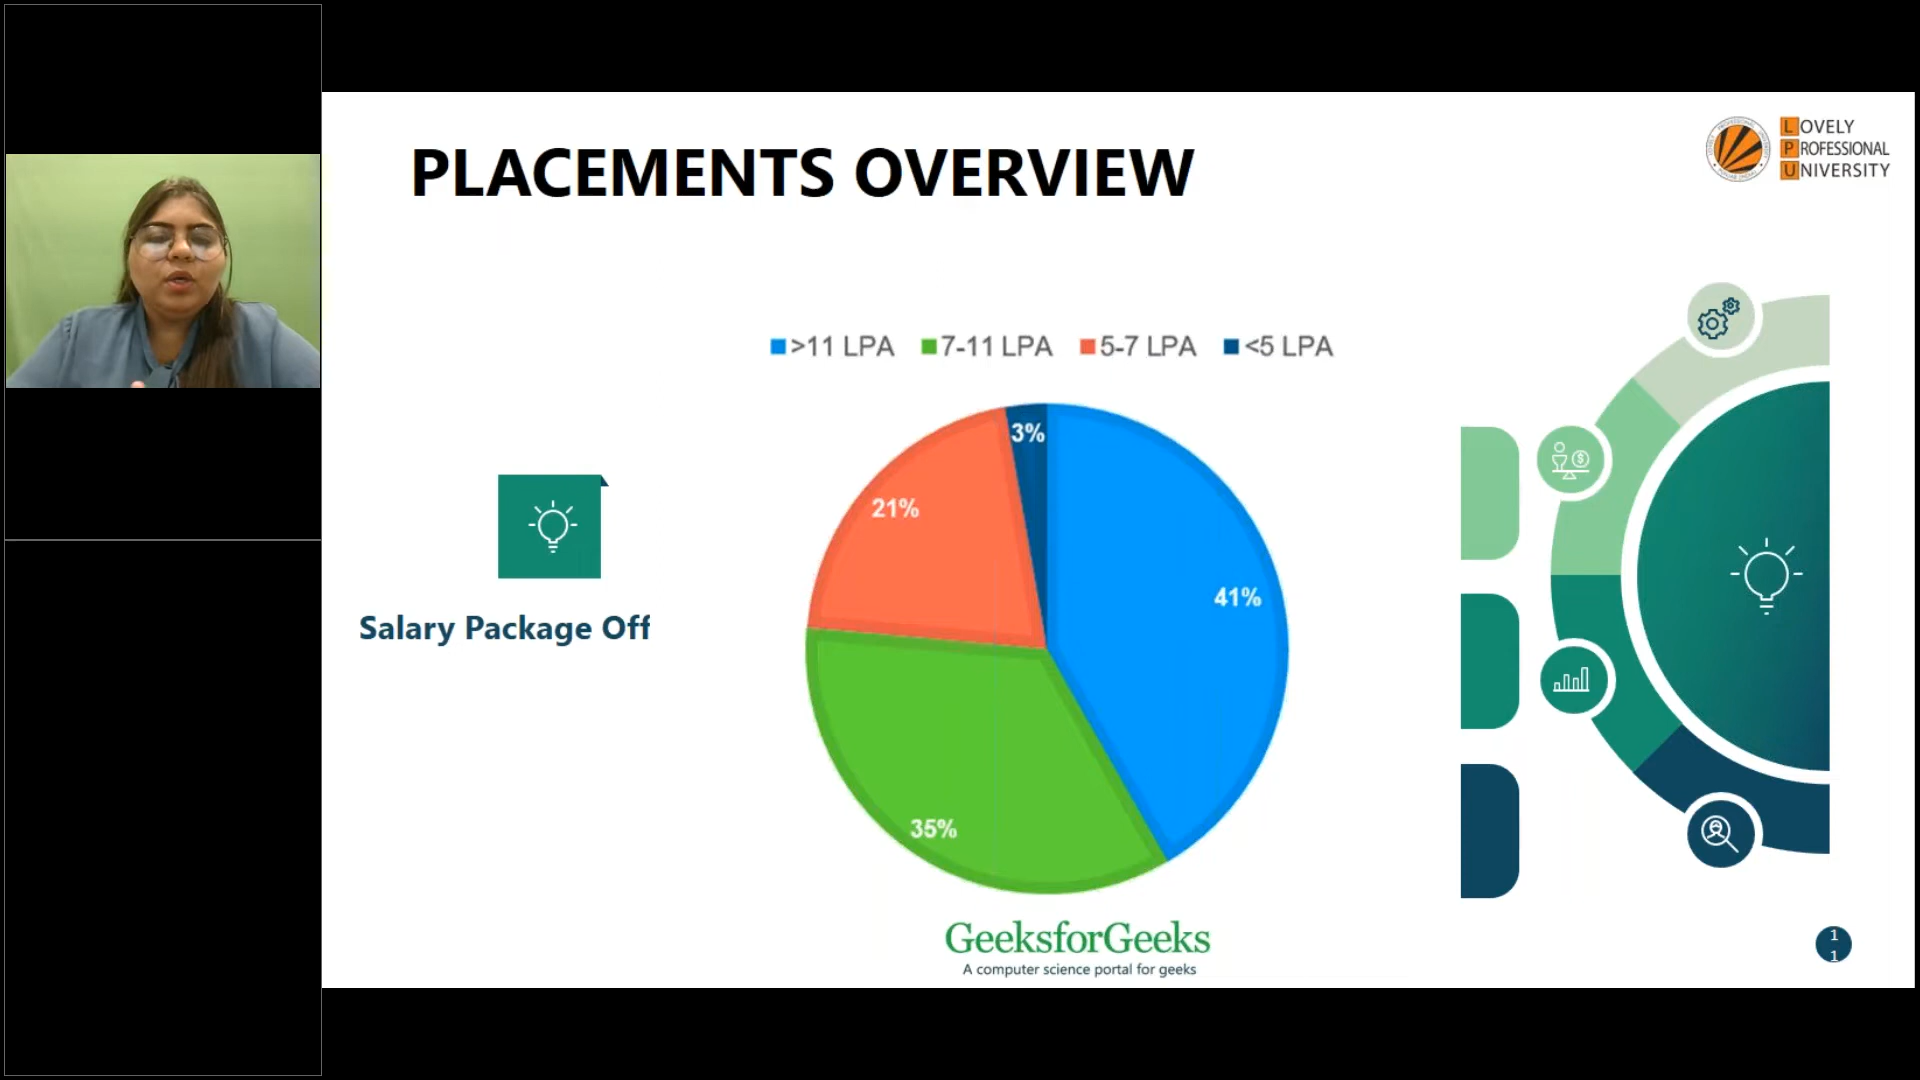 PLACEMENTS OVERVIEW
LOVELY
PROFESSIONAL
UNIVERSITY
>11 LPA 7-11 LPA 5-7 LPA <5 LPA
3%
21%
41%
35%
Salary Package Off
GeeksforGeeks
A computer science portal for geeks
1
1